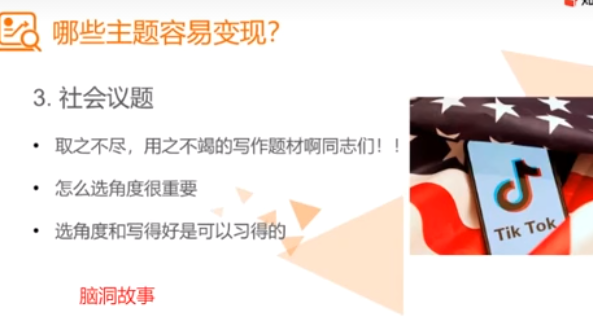 哪些主题容易变现？
3. 社会议题
• 取之不尽，用之不竭的写作题材啊同志们！！
• 怎么选角度很重要
• 选角度和写得好是可以习得的
Tik Tok
脑洞故事